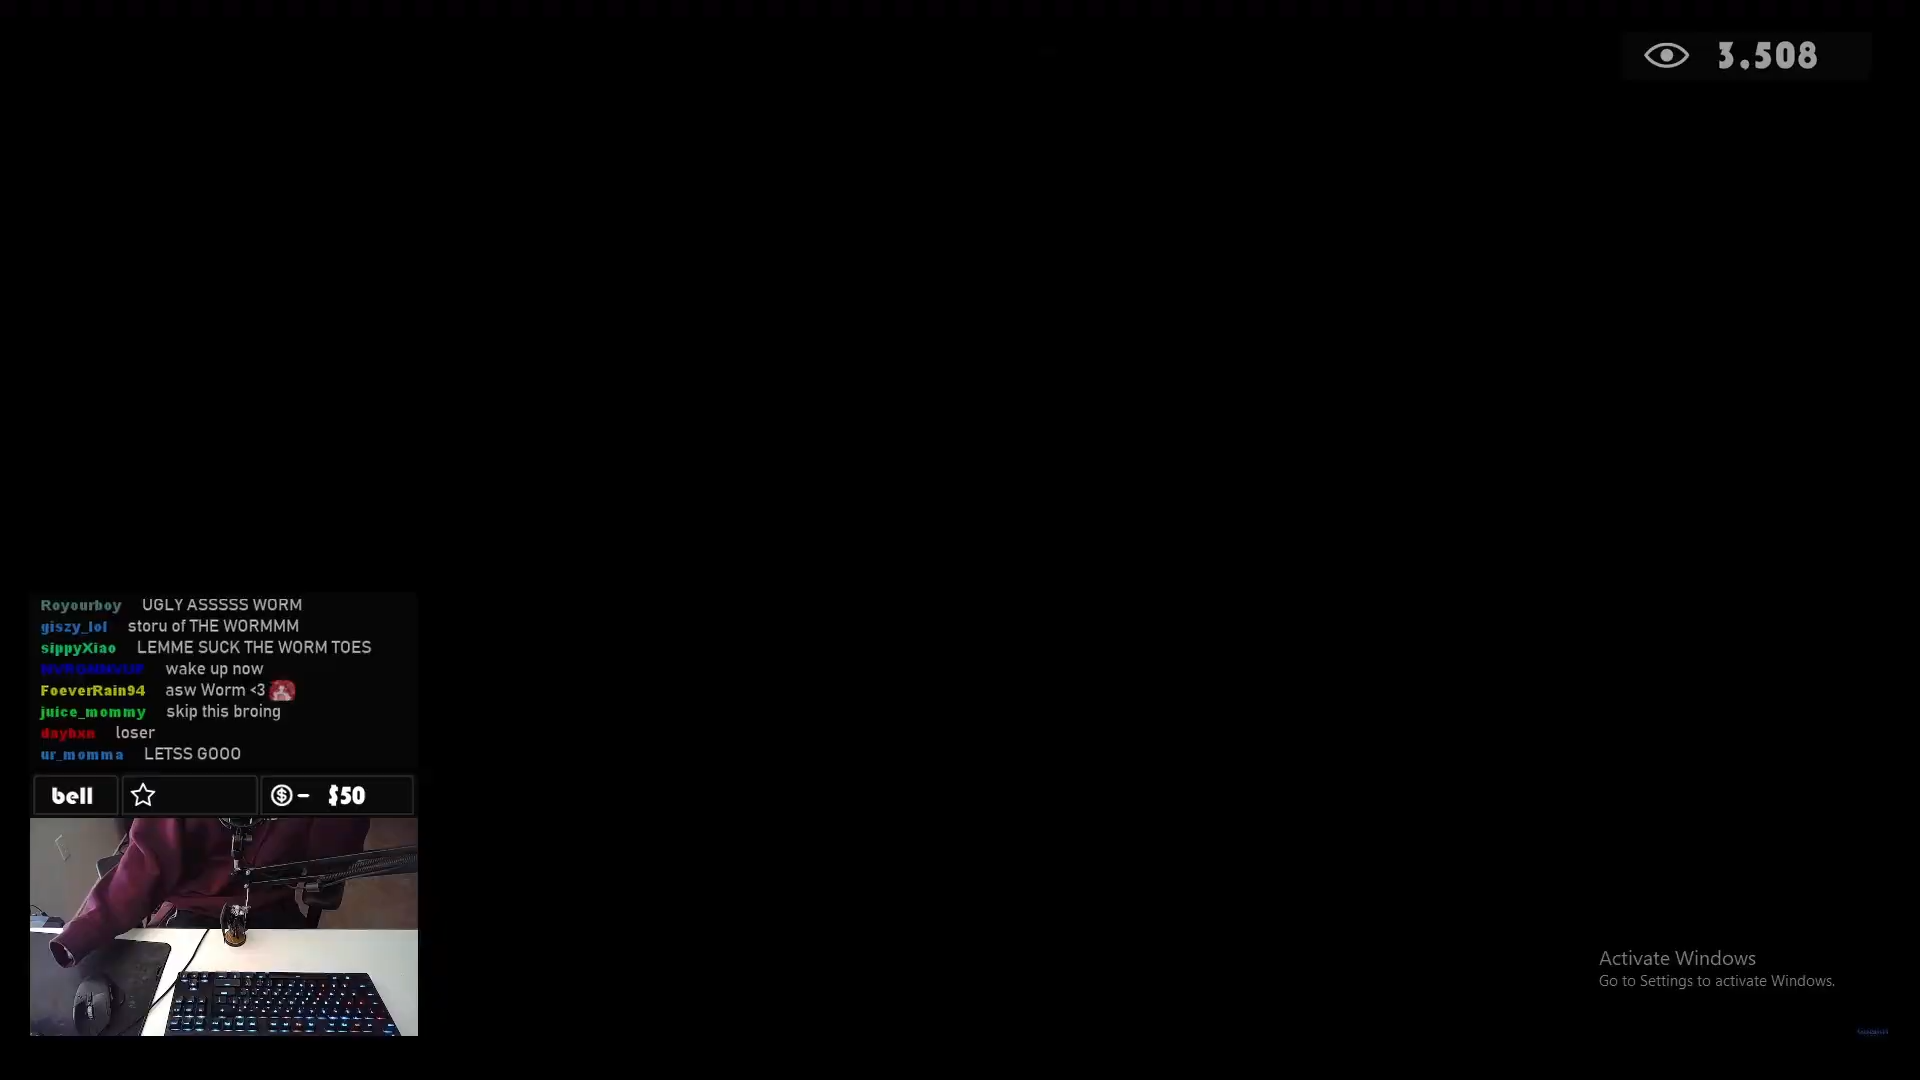 3.508
Royourboy UGLY ASSSSS WORM
giszy_lol storu of THE WORMMM
sippyXiao LEMME SUCK THE WORM TOES
wake up now
FoeverRain94 asw Worm <3
juice_mommy skip this broing
dayhxn loser
ur_momma LETSS GOOO
bell – $50
Activate Windows
Go to Settings to activate Windows.